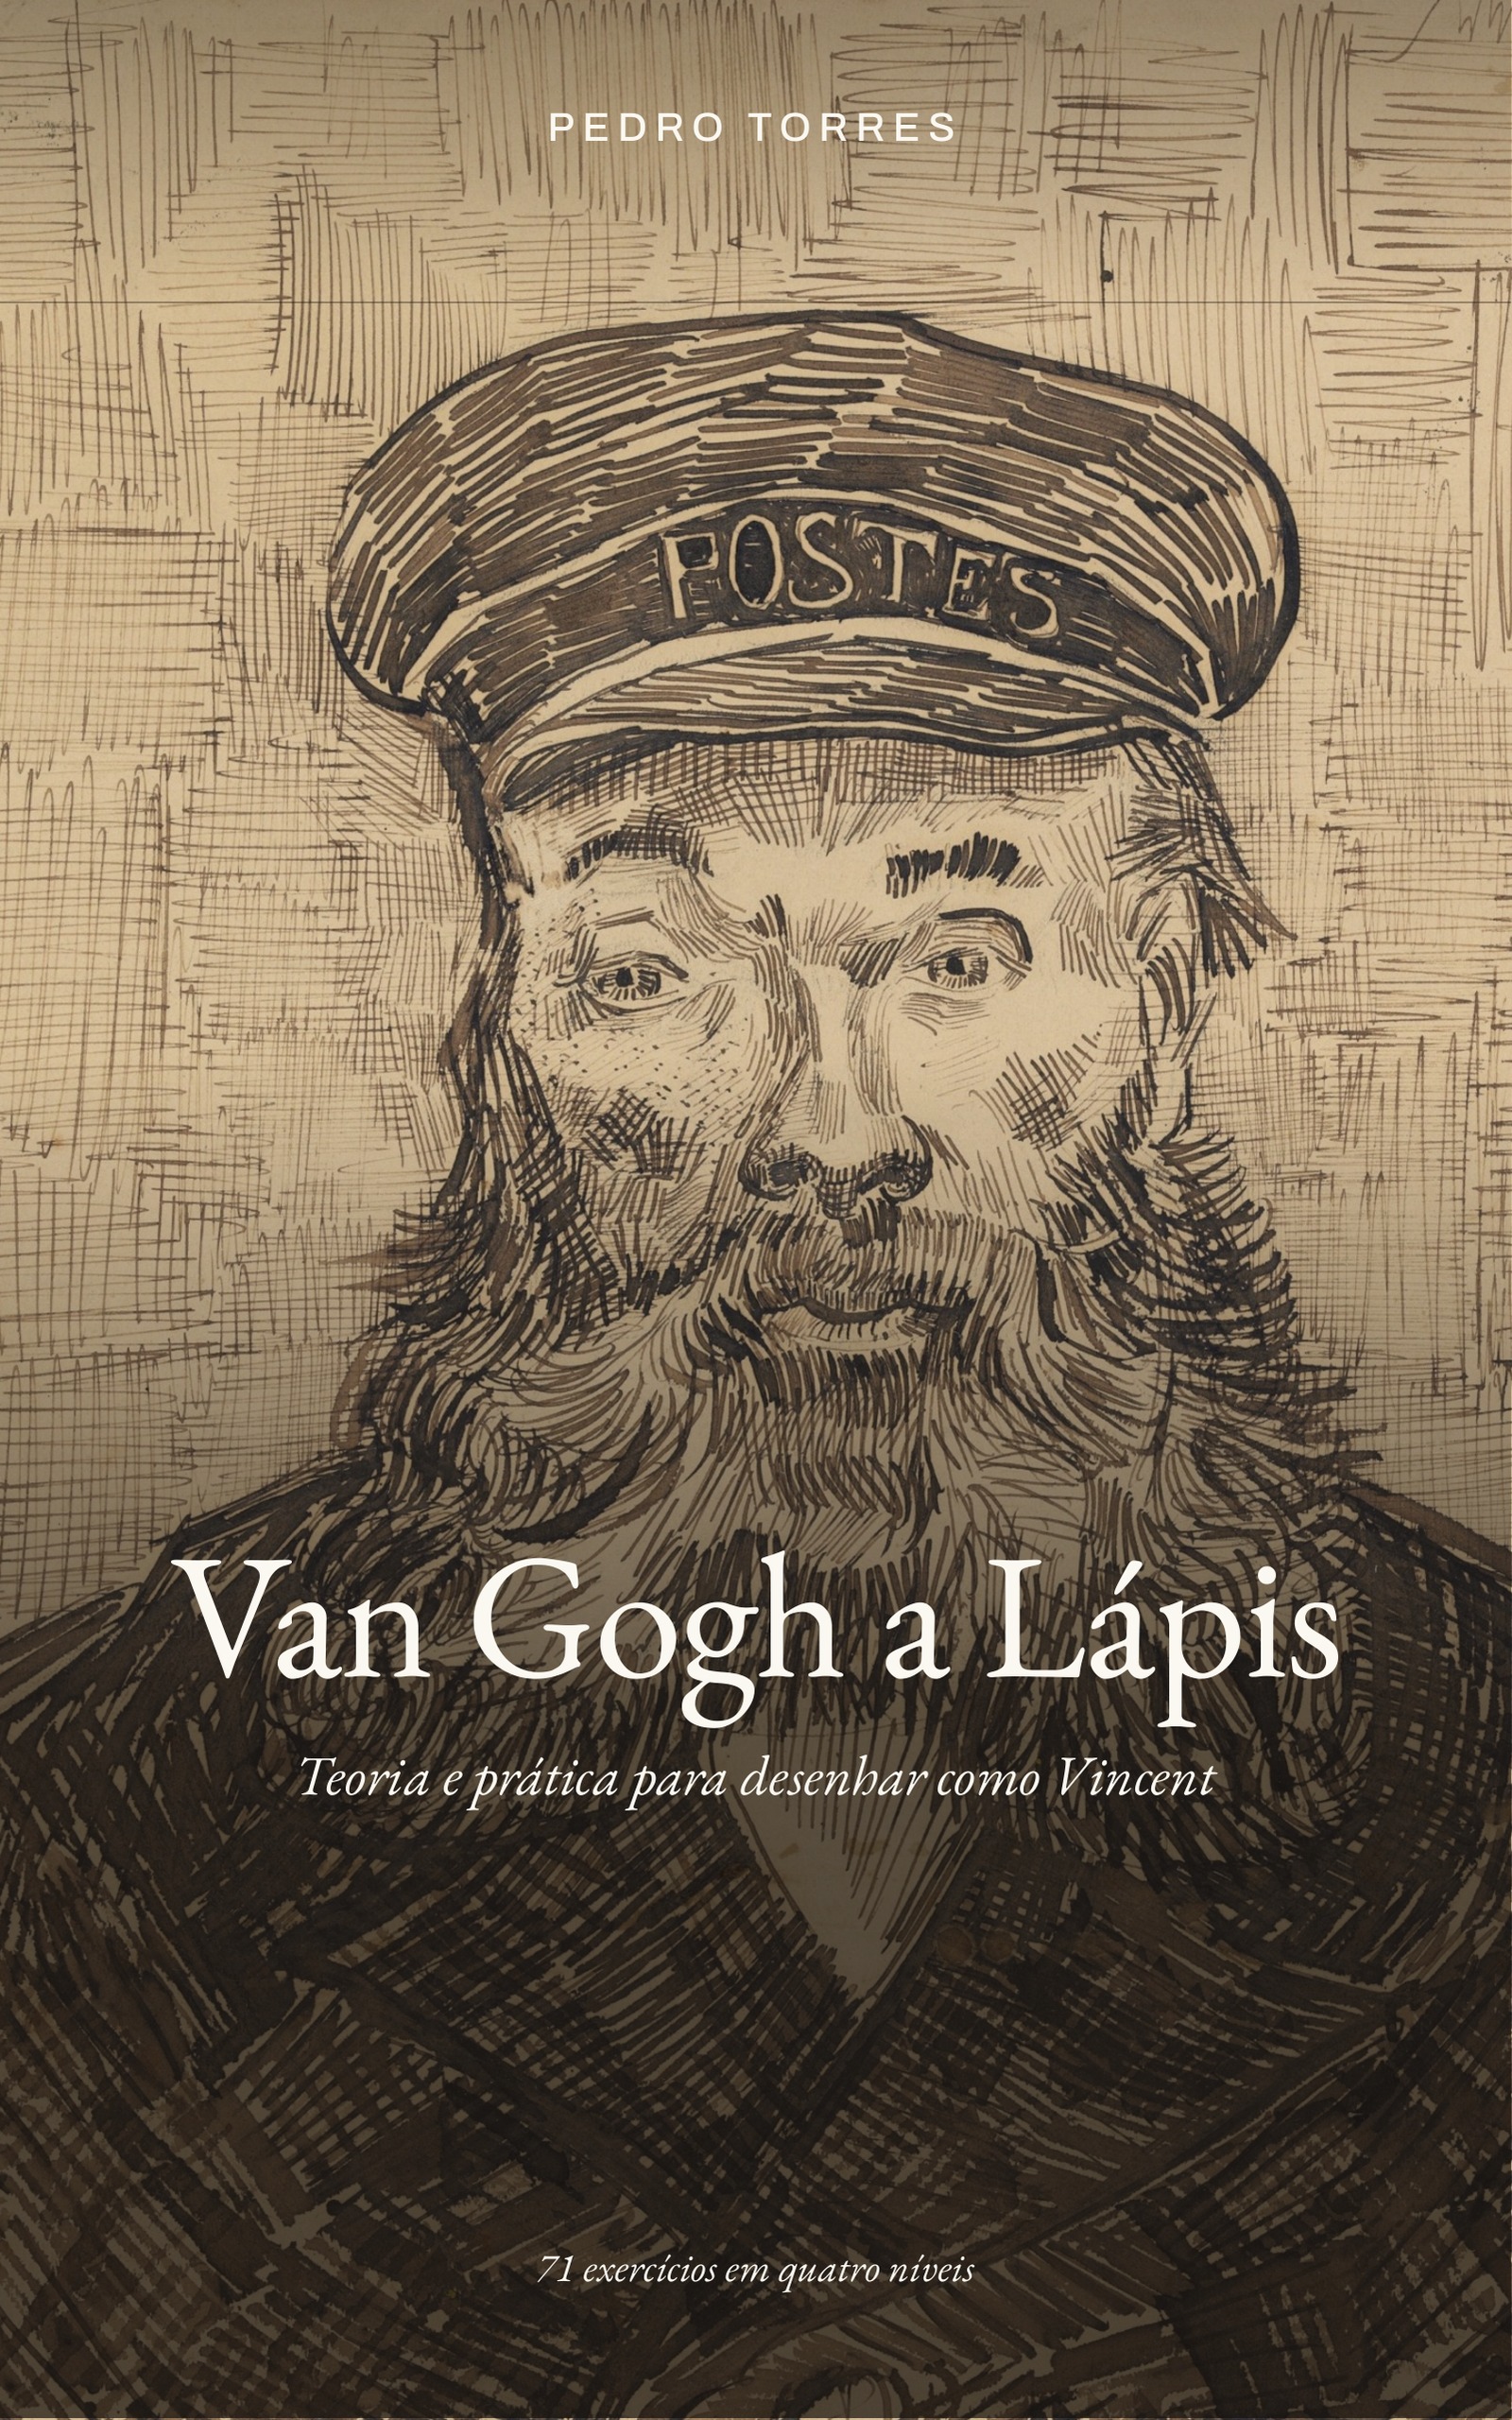 PEDRO TORRES
POSTES
Van Gogh a Lápis
Teoria e prática para desenhar como Vincent
71 exercícios em quatro níveis